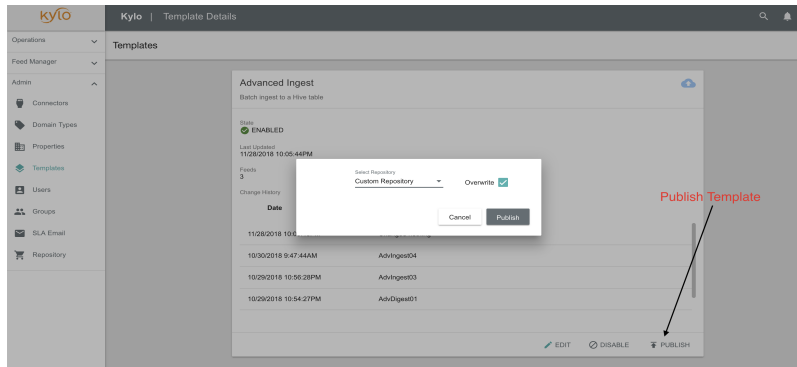 kylo
Kylo | Template Details
Operations
Feed Manager
Admin
Connectors
Domain Types
Properties
Templates
Users
Groups
SLA Email
Repository
Templates
Advanced Ingest
Batch ingest to a Hive table
State
ENABLED
Last Updated
11/28/2018 10:05:44PM
Feeds
3
Change History
Date
Select Repository
Custom Repository
Overwrite
Cancel Publish
11/28/2018 10:0
10/30/2018 9:47:44AM AdvIngest04
10/29/2018 10:56:28PM AdvIngest03
10/29/2018 10:54:27PM AdvDigest01
EDIT DISABLE PUBLISH
Publish Template